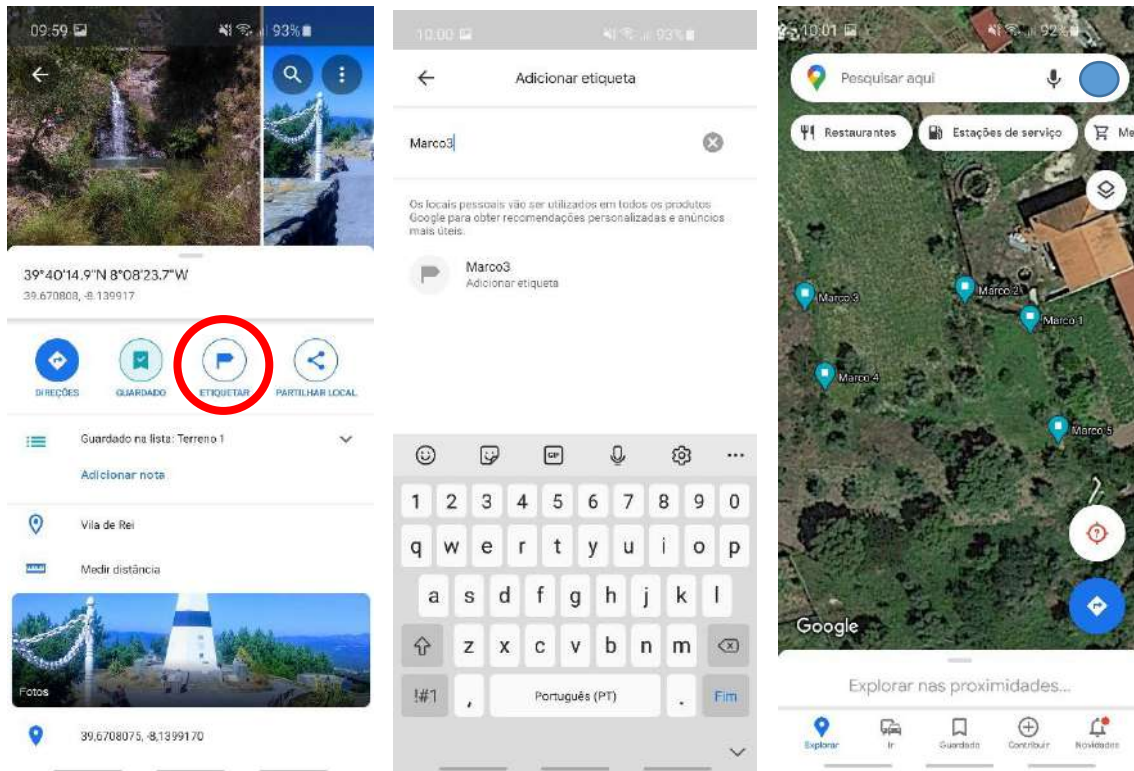 09:59
93%
39°40'14.9"N 8°08'23.7"W
39.670808, -8.139917
DIREÇÕES
GUARDADO
ETIQUETAR
PARTILHAR LOCAL
Guardado na lista: Terreno 1
Adicionar nota
Vila de Rei
Medir distância
Fotos
39,6708075, -8,1399170
10:00
93%
Adicionar etiqueta
Marco3
Os locais pessoais vão ser utilizados em todos os produtos
Google para obter recomendações personalizadas e anúncios
mais úteis.
Marco3
Adicionar etiqueta
GIF
1 2 3 4 5 6 7 8 9 0
q w e r t y u i o p
a s d f g h j k l
z x c v b n m
!#1 , Português (PT) . Fim
10:01
92%
Pesquisar aqui
Restaurantes
Estações de serviço
Me
Marco 3
Marco 2
Marco 1
Marco 4
Marco 5
Google
Explorar nas proximidades...
Explorar
Ir
Guardado
Contribuir
Novidades